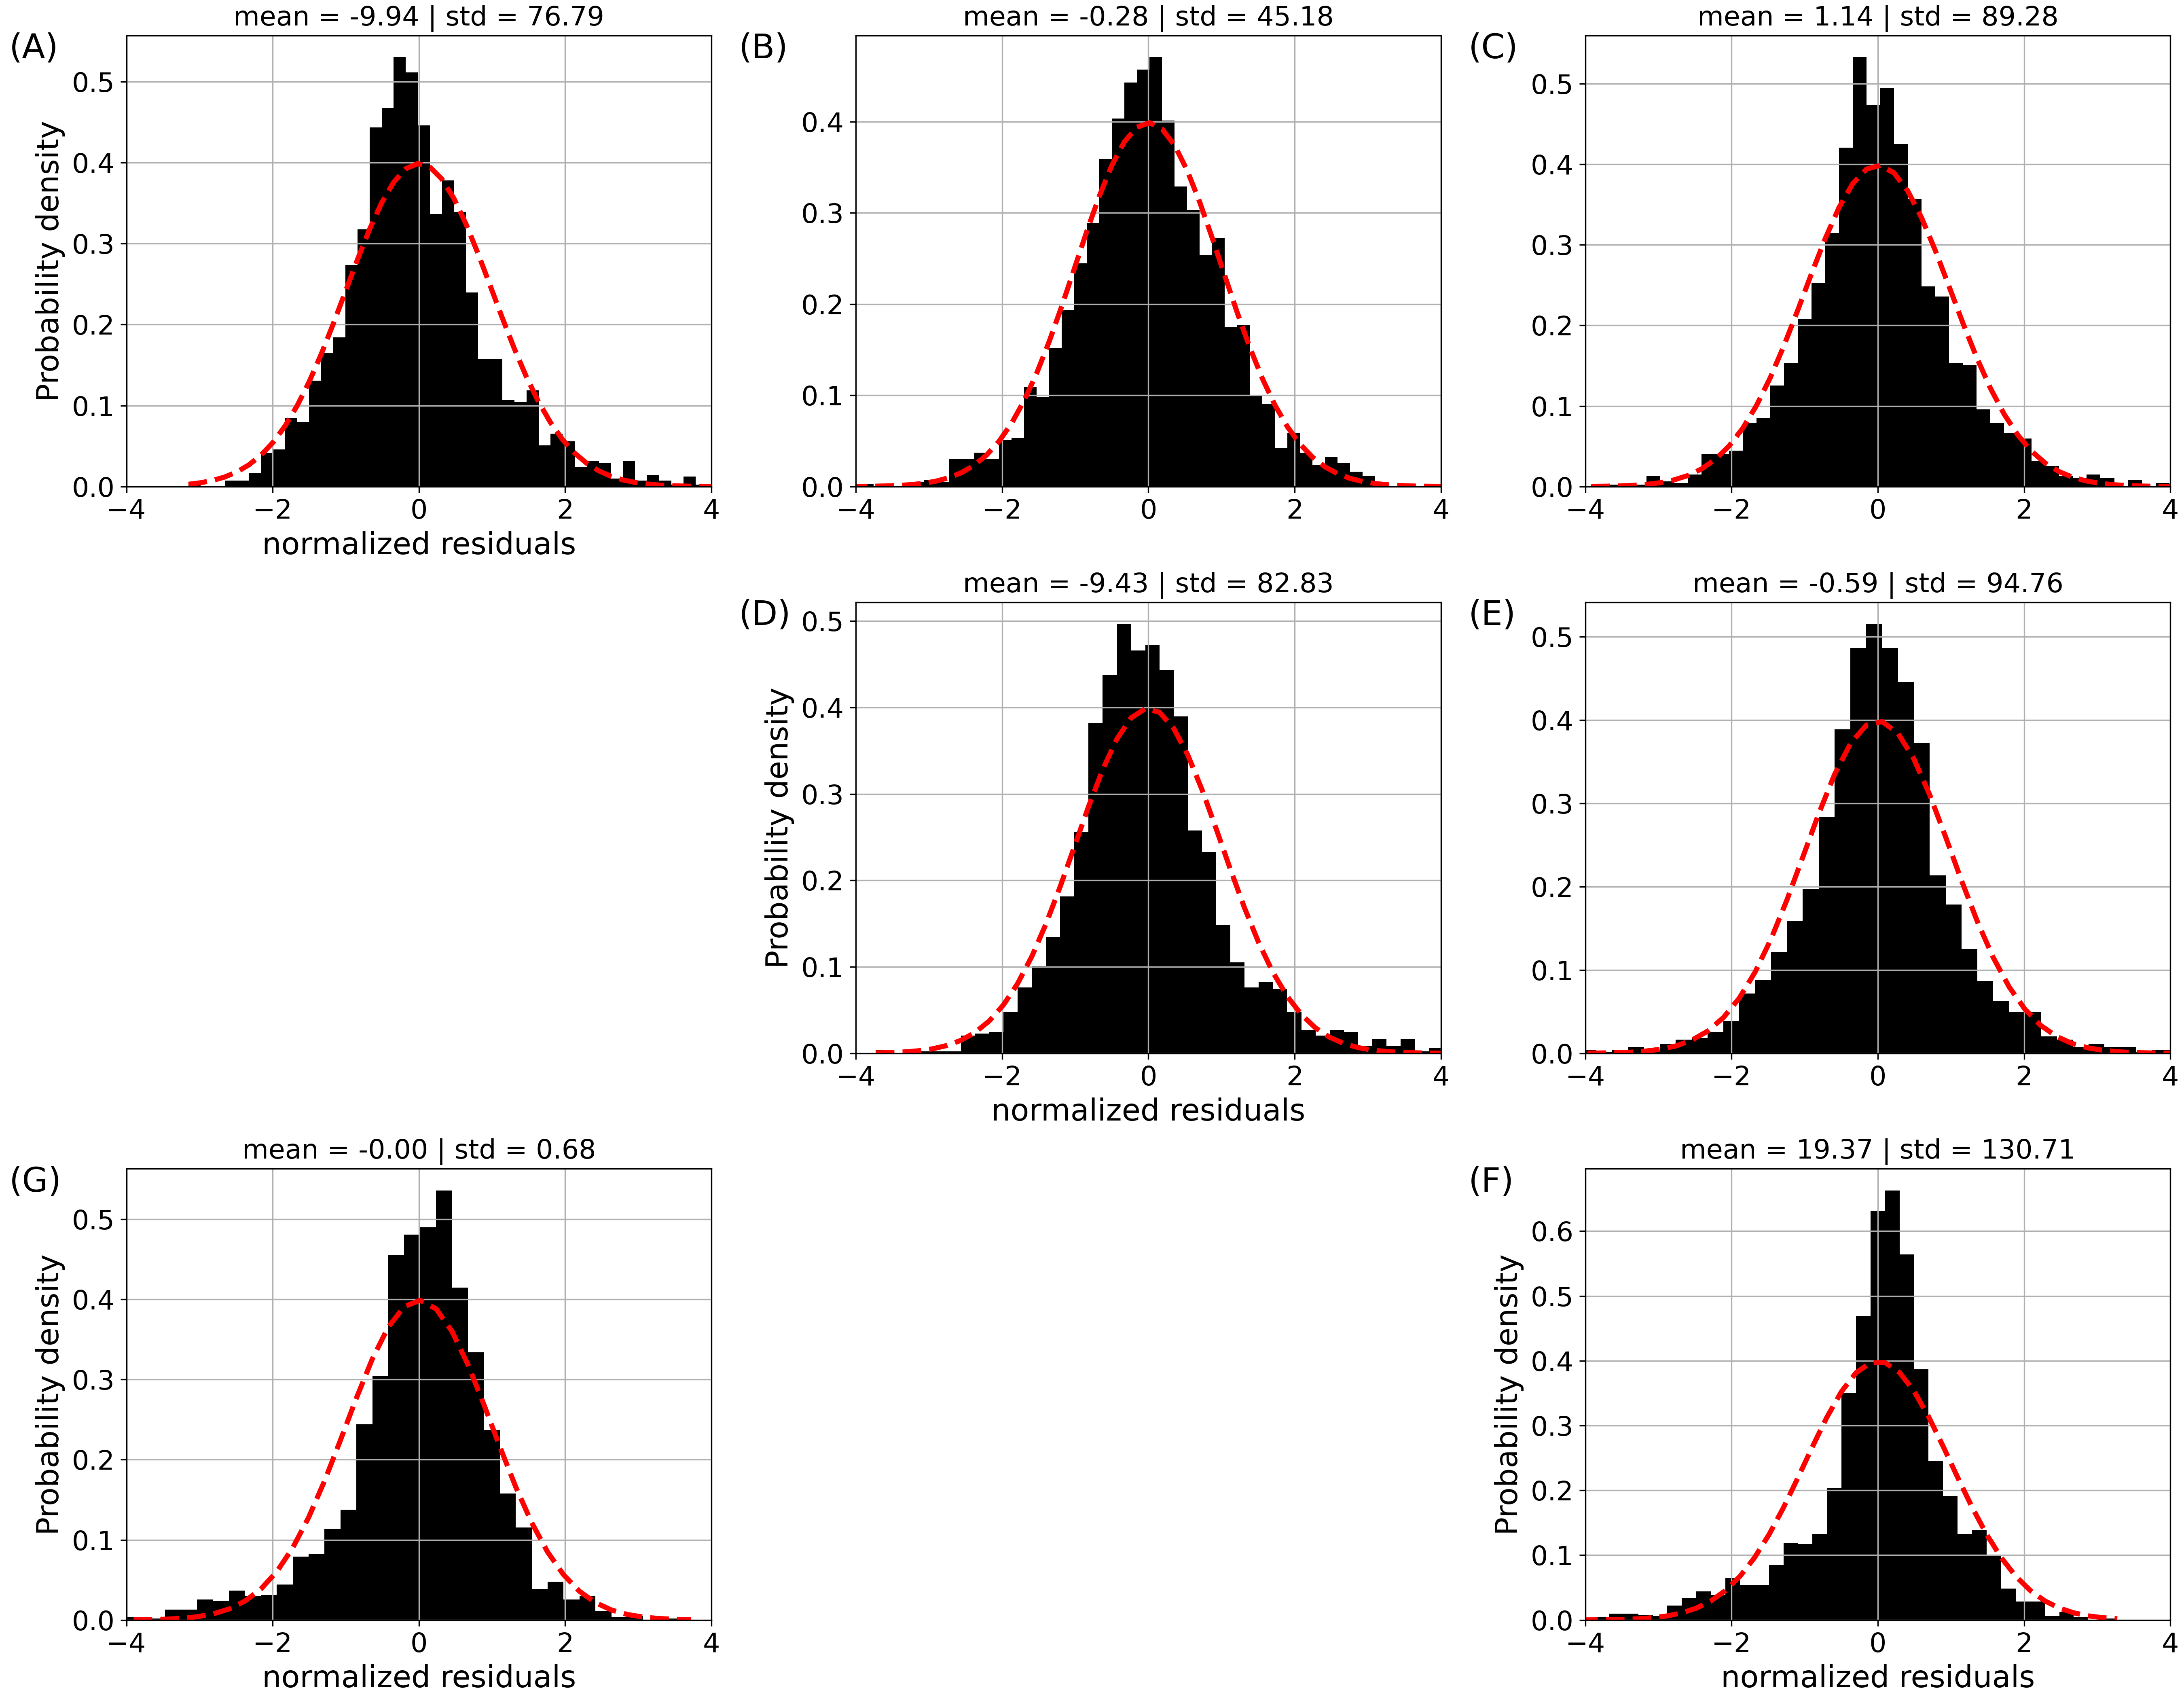 (A)
mean = -9.94 | std = 76.79
Probability density
0.5
0.4
0.3
0.2
0.1
0.0
−4 −2 0 2 4
normalized residuals
(B)
mean = -0.28 | std = 45.18
0.4
0.3
0.2
0.1
0.0
−4 −2 0 2 4
(C)
mean = 1.14 | std = 89.28
0.5
0.4
0.3
0.2
0.1
0.0
−4 −2 0 2 4
(D)
mean = -9.43 | std = 82.83
Probability density
0.5
0.4
0.3
0.2
0.1
0.0
−4 −2 0 2 4
normalized residuals
(E)
mean = -0.59 | std = 94.76
0.5
0.4
0.3
0.2
0.1
0.0
−4 −2 0 2 4
(G)
mean = -0.00 | std = 0.68
Probability density
0.5
0.4
0.3
0.2
0.1
0.0
−4 −2 0 2 4
normalized residuals
(F)
mean = 19.37 | std = 130.71
Probability density
0.6
0.5
0.4
0.3
0.2
0.1
0.0
−4 −2 0 2 4
normalized residuals